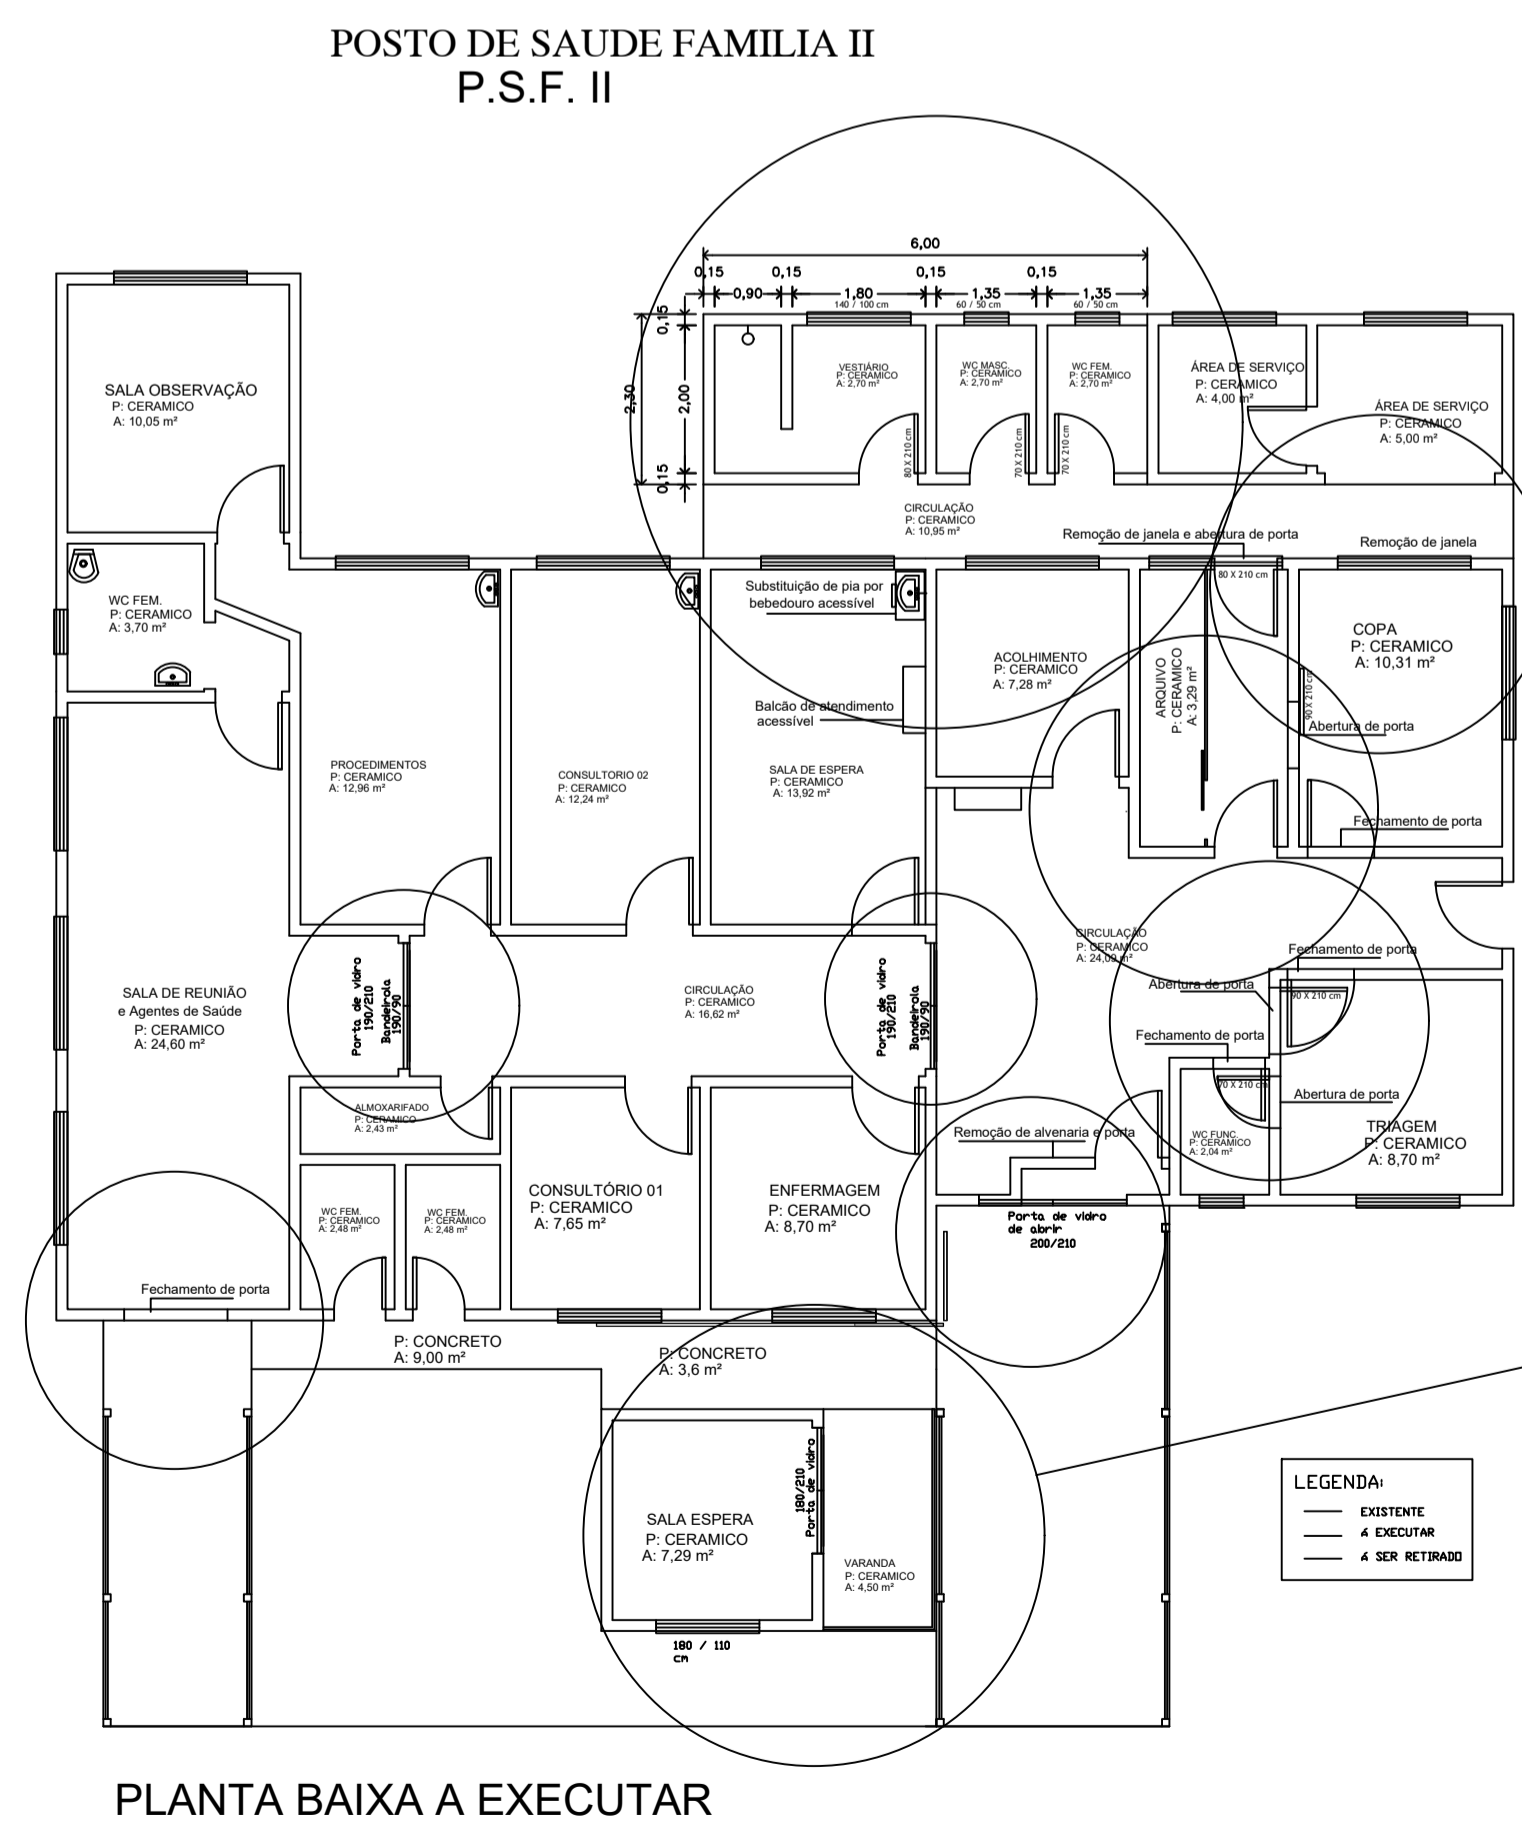 POSTO DE SAUDE FAMILIA II
P.S.F. II
6,00
0,15
0,15
0,15
0,15
0,90
1,80
1,35
1,35
140 / 100 cm
60 / 50 cm
60 / 50 cm
0,15
2,30
2,00
0,15
SALA OBSERVAÇÃO
P: CERAMICO
A: 10,05 m²
VESTIÁRIO
P: CERAMICO
A: 2,70 m²
WC MASC.
P: CERAMICO
A: 2,70 m²
WC FEM.
P: CERAMICO
A: 2,70 m²
ÁREA DE SERVIÇO
P: CERAMICO
A: 4,00 m²
ÁREA DE SERVIÇO
P: CERAMICO
A: 5,00 m²
80 X 210 cm
70 X 210 cm
70 X 210 cm
CIRCULAÇÃO
P: CERAMICO
A: 10,95 m²
Remoção de janela e abertura de porta
Remoção de janela
80 X 210 cm
WC FEM.
P: CERAMICO
A: 3,70 m²
Substituição de pia por
bebedouro acessível
ACOLHIMENTO
P: CERAMICO
A: 7,28 m²
ARQUIVO
P: CERAMICO
A: 3,29 m²
COPA
P: CERAMICO
A: 10,31 m²
90 X 210 cm
Abertura de porta
Balcão de atendimento
acessível
PROCEDIMENTOS
P: CERAMICO
A: 12,96 m²
CONSULTORIO 02
P: CERAMICO
A: 12,24 m²
SALA DE ESPERA
P: CERAMICO
A: 13,92 m²
Fechamento de porta
CIRCULAÇÃO
P: CERAMICO
A: 24,09 m²
Fechamento de porta
Abertura de porta
90 X 210 cm
Fechamento de porta
70 X 210 cm
Abertura de porta
SALA DE REUNIÃO
e Agentes de Saúde
P: CERAMICO
A: 24,60 m²
Porta de vidro
190/210
Bandeirola
190/90
CIRCULAÇÃO
P: CERAMICO
A: 16,62 m²
Porta de vidro
190/210
Bandeirola
190/90
ALMOXARIFADO
P: CERAMICO
A: 2,43 m²
Remoção de alvenaria e porta
WC FUNC.
P: CERAMICO
A: 2,04 m²
TRIAGEM
P: CERAMICO
A: 8,70 m²
WC FEM.
P: CERAMICO
A: 2,48 m²
WC FEM.
P: CERAMICO
A: 2,48 m²
CONSULTÓRIO 01
P: CERAMICO
A: 7,65 m²
ENFERMAGEM
P: CERAMICO
A: 8,70 m²
Porta de vidro
de abrir
200/210
Fechamento de porta
P: CONCRETO
A: 9,00 m²
P: CONCRETO
A: 3,6 m²
180/210
Porta de vidro
SALA ESPERA
P: CERAMICO
A: 7,29 m²
VARANDA
P: CERAMICO
A: 4,50 m²
180 / 110
cm
LEGENDA:
EXISTENTE
Á EXECUTAR
Á SER RETIRADO
PLANTA BAIXA A EXECUTAR